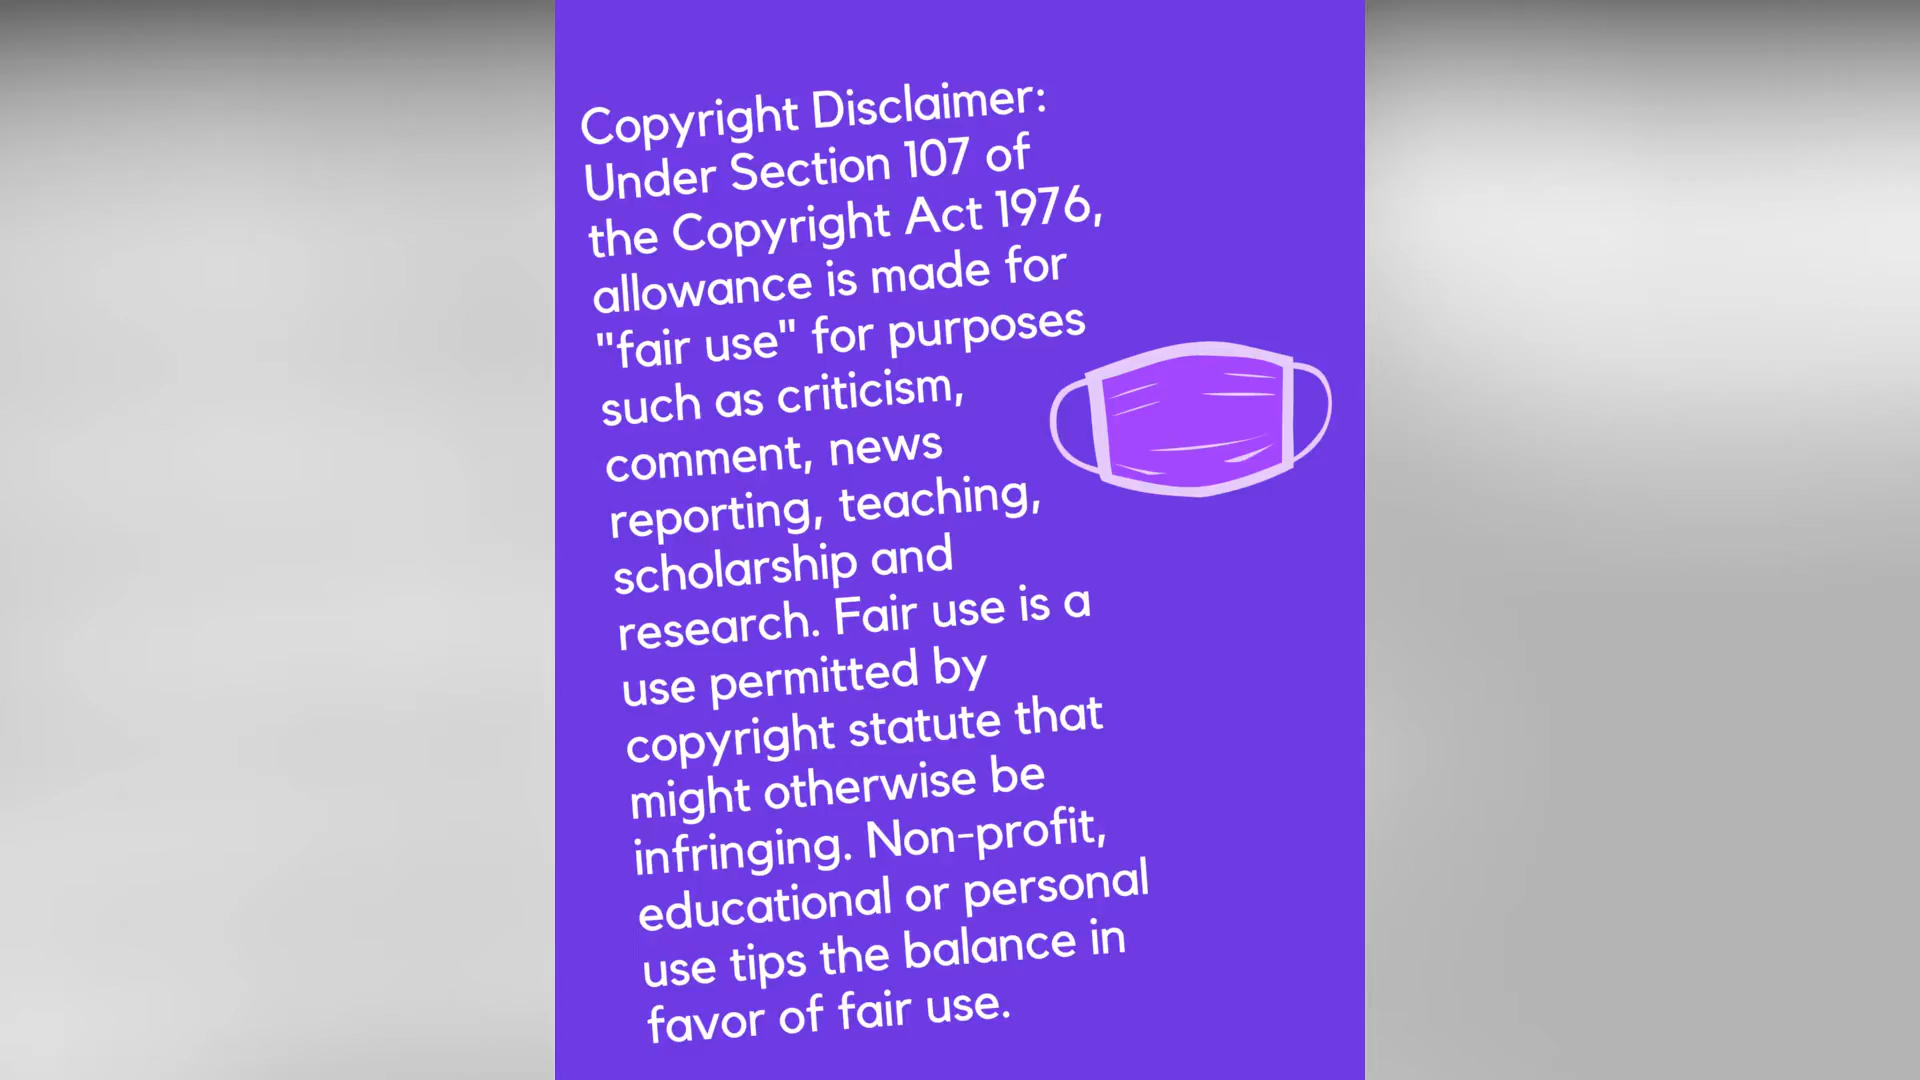 Copyright Disclaimer:
Under Section 107 of
the Copyright Act 1976,
allowance is made for
"fair use" for purposes
such as criticism,
comment, news
reporting, teaching,
scholarship and
research. Fair use is a
use permitted by
copyright statute that
might otherwise be
infringing. Non-profit,
educational or personal
use tips the balance in
favor of fair use.